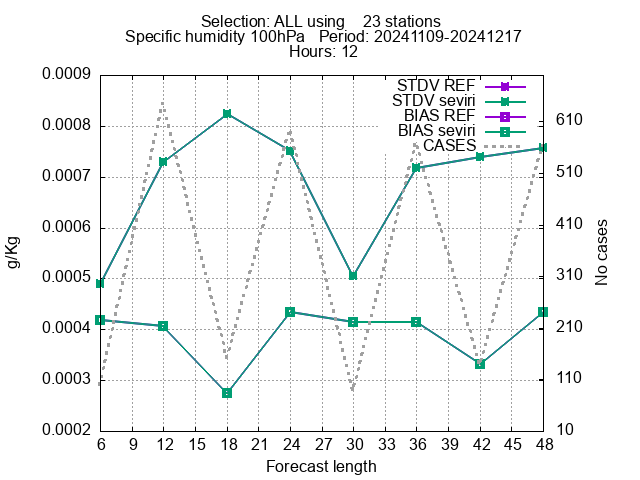 Selection: ALL using    23 stations
Specific humidity 100hPa   Period: 20241109-20241217
Hours: 12
STDV REF
STDV seviri
BIAS REF
BIAS seviri
CASES
0.0009
0.0008
0.0007
0.0006
0.0005
0.0004
0.0003
0.0002
g/Kg
610
510
410
310
210
110
10
No cases
6 9 12 15 18 21 24 27 30 33 36 39 42 45 48
Forecast length